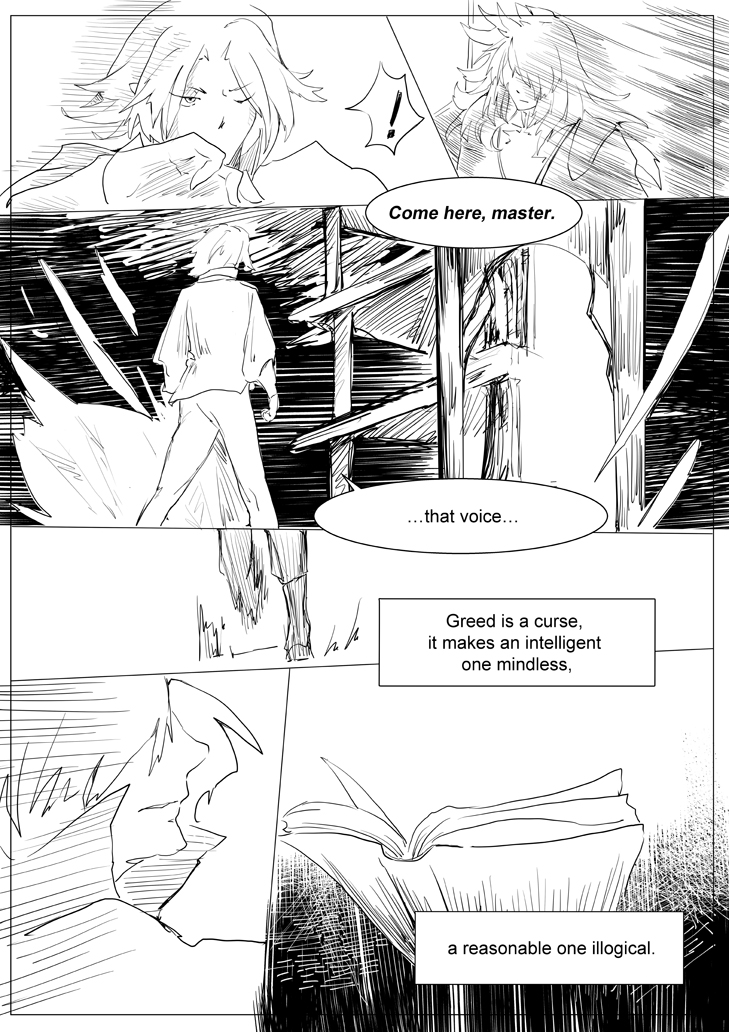 !
Come here, master.
…that voice…
Greed is a curse,
it makes an intelligent
one mindless,
a reasonable one illogical.